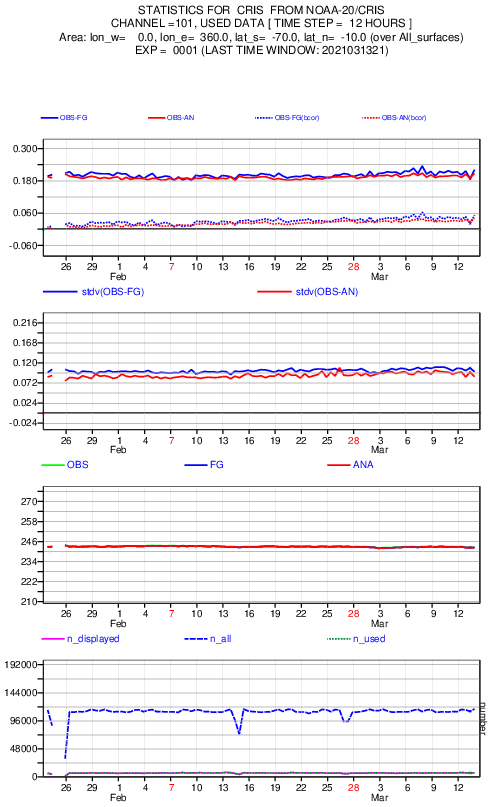 STATISTICS FOR CRIS FROM NOAA-20/CRIS
CHANNEL =101, USED DATA [ TIME STEP = 12 HOURS ]
Area: lon_w= 0.0, lon_e= 360.0, lat_s= -70.0, lat_n= -10.0 (over All_surfaces)
EXP = 0001 (LAST TIME WINDOW: 2021031321)
OBS-FG OBS-AN OBS-FG(bcor) OBS-AN(bcor)
0.300
0.180
0.060
-0.060
26 29 1 4 7 10 13 16 19 22 25 28 3 6 9 12
Feb Mar
stdv(OBS-FG) stdv(OBS-AN)
0.216
0.168
0.120
0.072
0.024
-0.024
26 29 1 4 7 10 13 16 19 22 25 28 3 6 9 12
Feb Mar
OBS FG ANA
270
258
246
234
222
210
26 29 1 4 7 10 13 16 19 22 25 28 3 6 9 12
Feb Mar
n_displayed n_all n_used
192000
144000
96000
48000
0
number
26 29 1 4 7 10 13 16 19 22 25 28 3 6 9 12
Feb Mar